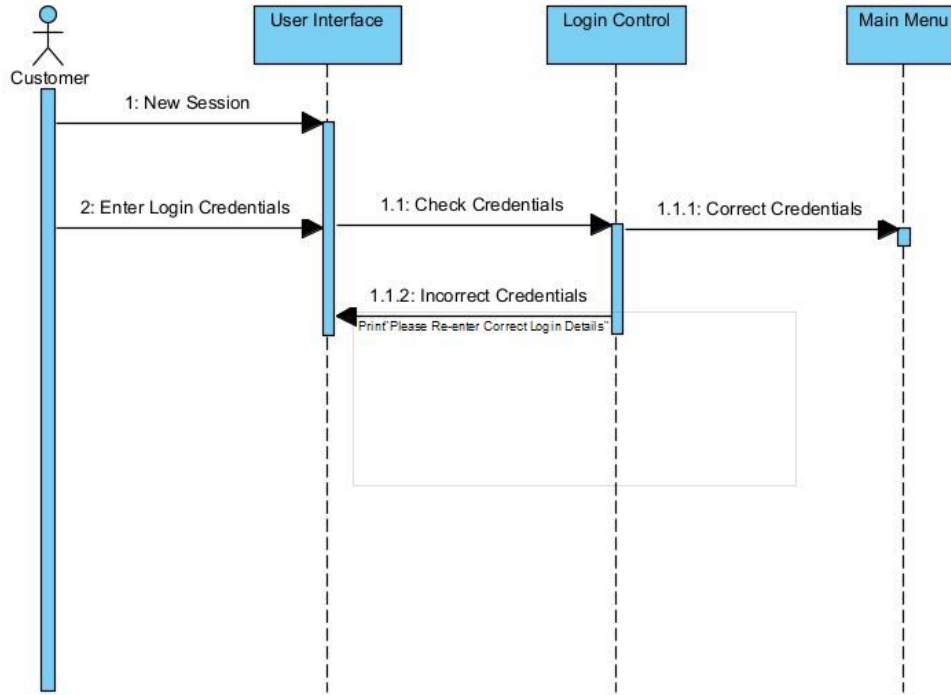 User Interface
Login Control
Main Menu
Customer
1: New Session
2: Enter Login Credentials
1.1: Check Credentials
1.1.1: Correct Credentials
1.1.2: Incorrect Credentials
Print"Please Re-enter Correct Login Details"